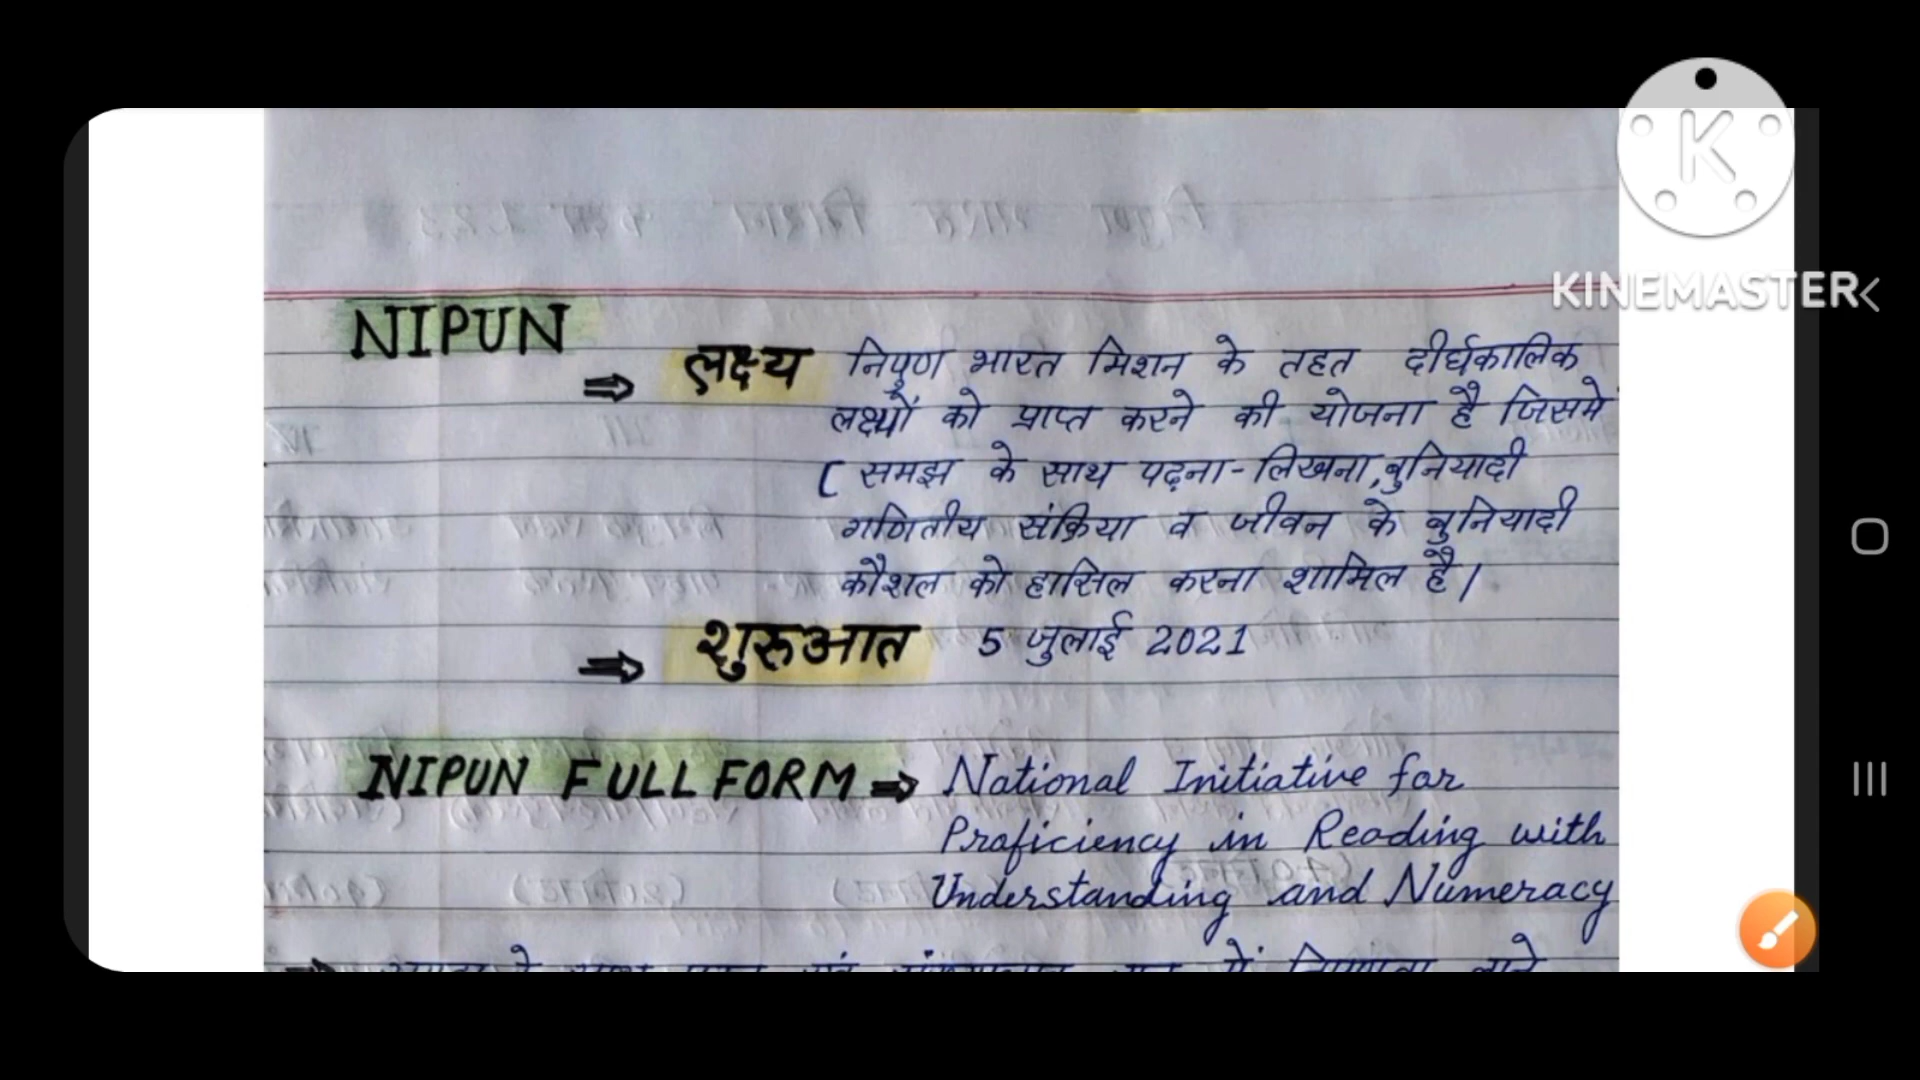 KINEMASTER
NIPUN
⇒ लक्ष्य निपूण भारत मिशन के तहत दीर्घकालिक
लक्ष्यों को प्राप्त करने की योजना है जिसमे
( समझ के साथ पढ़ना - लिखना, बुनियादी
गणितीय संक्रिया व जीवन के बुनियादी
कौशल को हासिल करना शामिल है।
⇒ शुरुआत 5 जुलाई 2021
NIPUN FULL FORM ⇒ National Initiative for
Proficiency in Reading with
Understanding and Numeracy